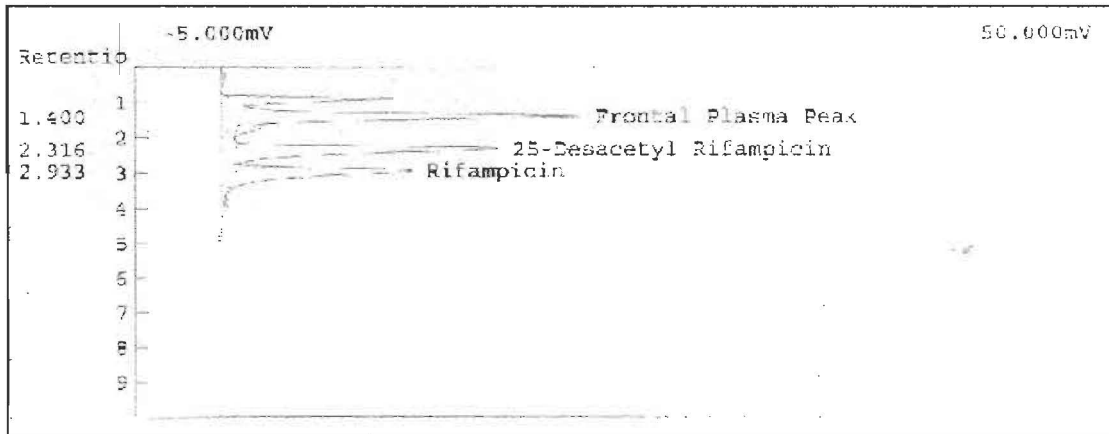 -5.000mV 50.000mV
Retentio
1
1.400 Frontal Plasma Peak
2
2.316 25-Desacetyl Rifampicin
2.933 3 Rifampicin
4
5
6
7
8
9